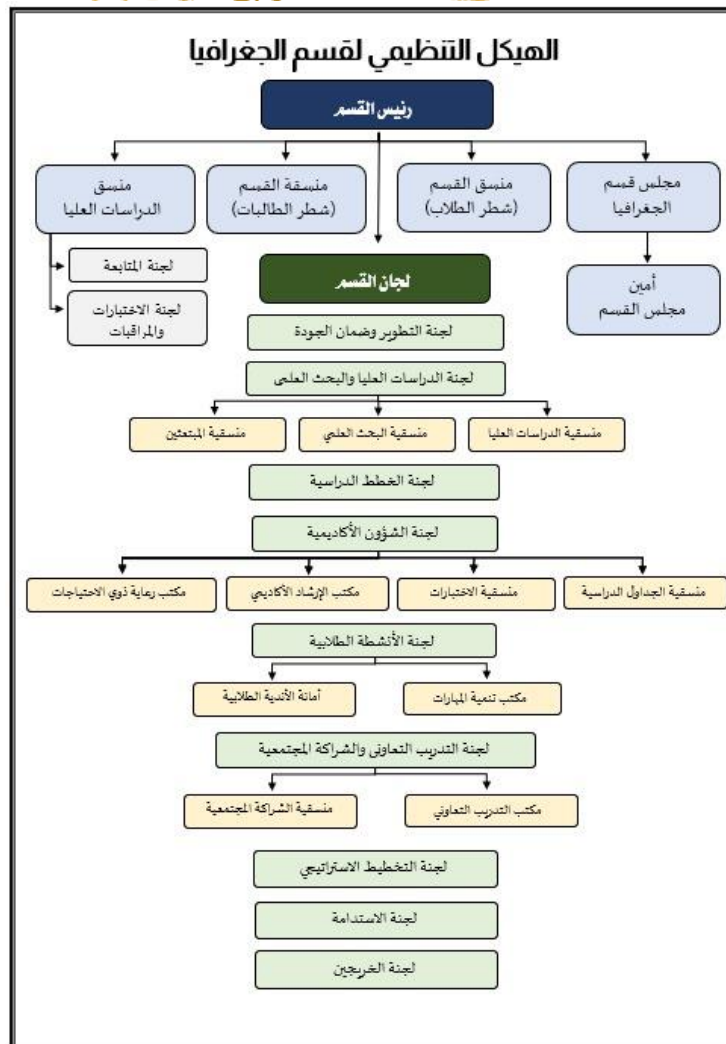 الهيكل التنظيمي لقسم الجغرافيا
رئيس القسم
مجلس قسم
الجغرافيا
منسق القسم
(شطر الطلاب)
منسقة القسم
(شطر الطالبات)
منسق
الدراسات العليا
أمين
مجلس القسم
لجنة المتابعة
لجنة الاختبارات
والمراقبات
لجان القسم
لجنة التطوير وضمان الجودة
لجنة الدراسات العليا والبحث العلمي
منسقية الدراسات العليا
منسقية البحث العلمي
منسقية المبتعثين
لجنة الخطط الدراسية
لجنة الشؤون الأكاديمية
منسقية الجداول الدراسية
منسقية الاختبارات
مكتب الإرشاد الأكاديمي
مكتب رعاية ذوي الاحتياجات
لجنة الأنشطة الطلابية
مكتب تنمية المهارات
أمانة الأندية الطلابية
لجنة التدريب التعاوني والشراكة المجتمعية
مكتب التدريب التعاوني
منسقية الشراكة المجتمعية
لجنة التخطيط الاستراتيجي
لجنة الاستدامة
لجنة الخريجين